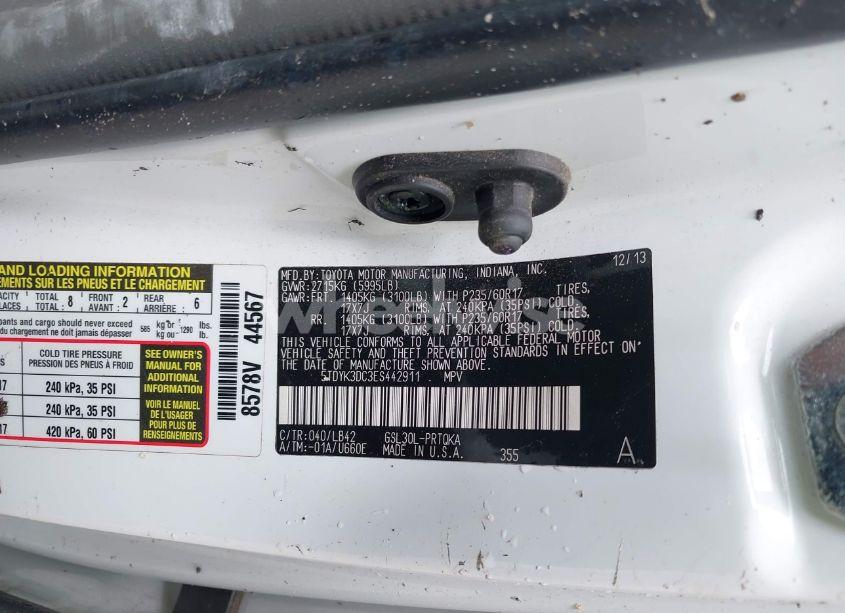 AND LOADING INFORMATION
EMENTS SUR LES PNEUS ET LE CHARGEMENT
TOTAL 8 FRONT 2 REAR 6
PLACES TOTAL : AVANT : ARRIÈRE :
pants and cargo should never exceed 585 kg or 1290 lbs.
du chargement ne doit jamais dépasser kg ou lb.
COLD TIRE PRESSURE
PRESSION DES PNEUS À FROID
17 240 kPa, 35 PSI
240 kPa, 35 PSI
17 420 kPa, 60 PSI
SEE OWNER'S
MANUAL FOR
ADDITIONAL
INFORMATION
VOIR LE MANUEL
DE L'USAGER
POUR PLUS DE
RENSEIGNEMENTS
8578V 44567
12/13
MFD.BY:TOYOTA MOTOR MANUFACTURING, INDIANA, INC.
GVWR:2715KG (5995LB)
GAWR:FRT. 1405KG (3100LB) WITH P235/60R17 TIRES,
17X7J RIMS, AT 240KPA (35PSI) COLD.
RR. 1405KG (3100LB) WITH P235/60R17 TIRES,
17X7J RIMS, AT 240KPA (35PSI) COLD.
THIS VEHICLE CONFORMS TO ALL APPLICABLE FEDERAL MOTOR
VEHICLE SAFETY AND THEFT PREVENTION STANDARDS IN EFFECT ON
THE DATE OF MANUFACTURE SHOWN ABOVE.
5TDYK3DC3ES442911 MPV
C/TR:040/LB42 GSL30L-PRTQKA
A/TM:-01A/U660E MADE IN U.S.A. 355 A